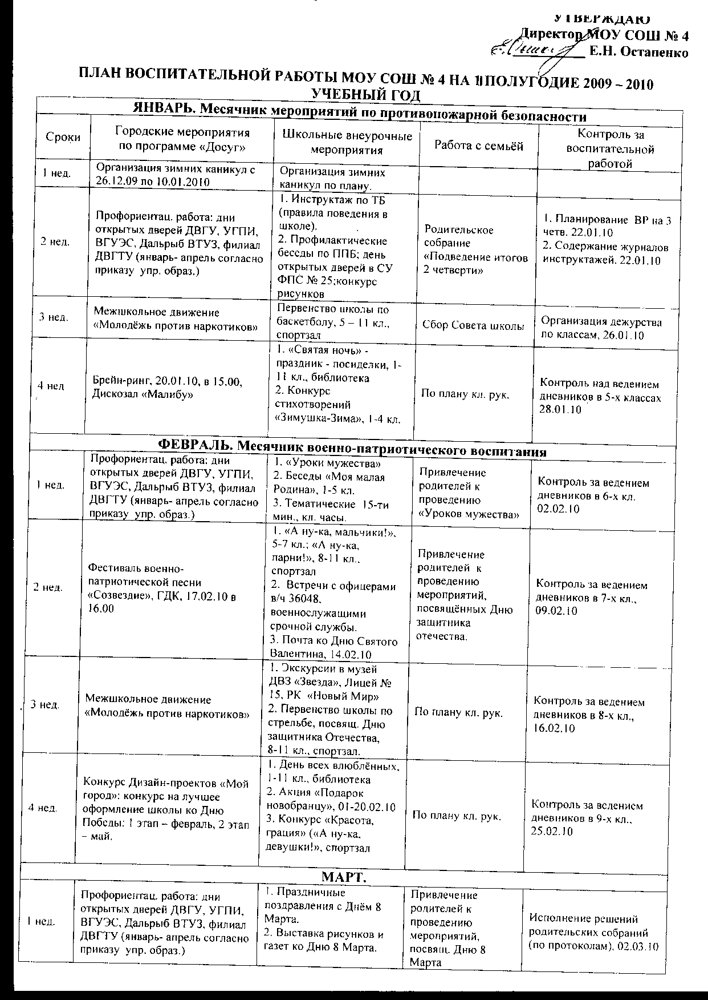 УТВЕРЖДАЮ
Директор МОУ СОШ № 4
Е.Н. Остапенко
ПЛАН ВОСПИТАТЕЛЬНОЙ РАБОТЫ МОУ СОШ № 4 НА II ПОЛУГОДИЕ 2009 – 2010
УЧЕБНЫЙ ГОД
ЯНВАРЬ. Месячник мероприятий по противопожарной безопасности
Сроки
Городские мероприятия
по программе «Досуг»
Школьные внеурочные
мероприятия
Работа с семьёй
Контроль за
воспитательной
работой
1 нед.
Организация зимних каникул с
26.12.09 по 10.01.2010
Организация зимних
каникул по плану.
2 нед.
Профориентац. работа: дни
открытых дверей ДВГУ, УГПИ,
ВГУЭС, Дальрыб ВТУЗ, филиал
ДВГТУ (январь- апрель согласно
приказу упр. образ.)
1. Инструктаж по ТБ
(правила поведения в
школе).
2. Профилактические
беседы по ППБ; день
открытых дверей в СУ
ФПС № 25;конкурс
рисунков
Родительское
собрание
«Подведение итогов
2 четверти»
1. Планирование ВР на 3
четв. 22.01.10
2. Содержание журналов
инструктажей. 22.01.10
3 нед.
Межшкольное движение
«Молодёжь против наркотиков»
Первенство школы по
баскетболу, 5 – 11 кл.,
спортзал
Сбор Совета школы
Организация дежурства
по классам, 26.01.10
4 нед
Брейн-ринг, 20.01.10, в 15.00,
Дискозал «Малибу»
1. «Святая ночь» -
праздник - посиделки, 1-
11 кл., библиотека
2. Конкурс
стихотворений
«Зимушка-Зима», 1-4 кл.
По плану кл. рук.
Контроль над ведением
дневников в 5-х классах
28.01.10
ФЕВРАЛЬ. Месячник военно-патриотического воспитания
1 нед.
Профориентац. работа: дни
открытых дверей ДВГУ, УГПИ,
ВГУЭС, Дальрыб ВТУЗ, филиал
ДВГТУ (январь- апрель согласно
приказу упр. образ.)
1. «Уроки мужества»
2. Беседы «Моя малая
Родина», 1-5 кл.
3. Тематические 15-ти
мин., кл. часы.
Привлечение
родителей к
проведению
«Уроков мужества»
Контроль за ведением
дневников в 6-х кл.
02.02.10
2 нед.
Фестиваль военно-
патриотической песни
«Созвездие», ГДК, 17.02.10 в
16.00
1. «А ну-ка, мальчики!»,
5-7 кл.; «А ну-ка,
парни!», 8-11 кл.,
спортзал
2. Встречи с офицерами
в/ч 36048,
военнослужащими
срочной службы.
3. Почта ко Дню Святого
Валентина, 14.02.10
Привлечение
родителей к
проведению
мероприятий,
посвящённых Дню
защитника
отечества.
Контроль за ведением
дневников в 7-х кл.,
09.02.10
3 нед.
Межшкольное движение
«Молодёжь против наркотиков»
1. Экскурсии в музей
ДВЗ «Звезда», Лицей №
15, РК «Новый Мир»
2. Первенство школы по
стрельбе, посвящ. Дню
защитника Отечества,
8-11 кл., спортзал.
По плану кл. рук.
Контроль за ведением
дневников в 8-х кл.,
16.02.10
4 нед.
Конкурс Дизайн-проектов «Мой
город»: конкурс на лучшее
оформление школы ко Дню
Победы: 1 этап – февраль, 2 этап
– май.
1. День всех влюблённых,
1-11 кл., библиотека
2. Акция «Подарок
новобранцу», 01-20.02.10
3. Конкурс «Красота,
грация» («А ну-ка,
девушки!», спортзал
По плану кл. рук.
Контроль за ведением
дневников в 9-х кл.,
25.02.10
МАРТ.
1 нед.
Профориентац. работа: дни
открытых дверей ДВГУ, УГПИ,
ВГУЭС, Дальрыб ВТУЗ, филиал
ДВГТУ (январь- апрель согласно
приказу упр. образ.)
1. Праздничные
поздравления с Днём 8
Марта.
2. Выставка рисунков и
газет ко Дню 8 Марта.
Привлечение
родителей к
проведению
мероприятий,
посвящ. Дню 8
Марта
Исполнение решений
родительских собраний
(по протоколам), 02.03.10